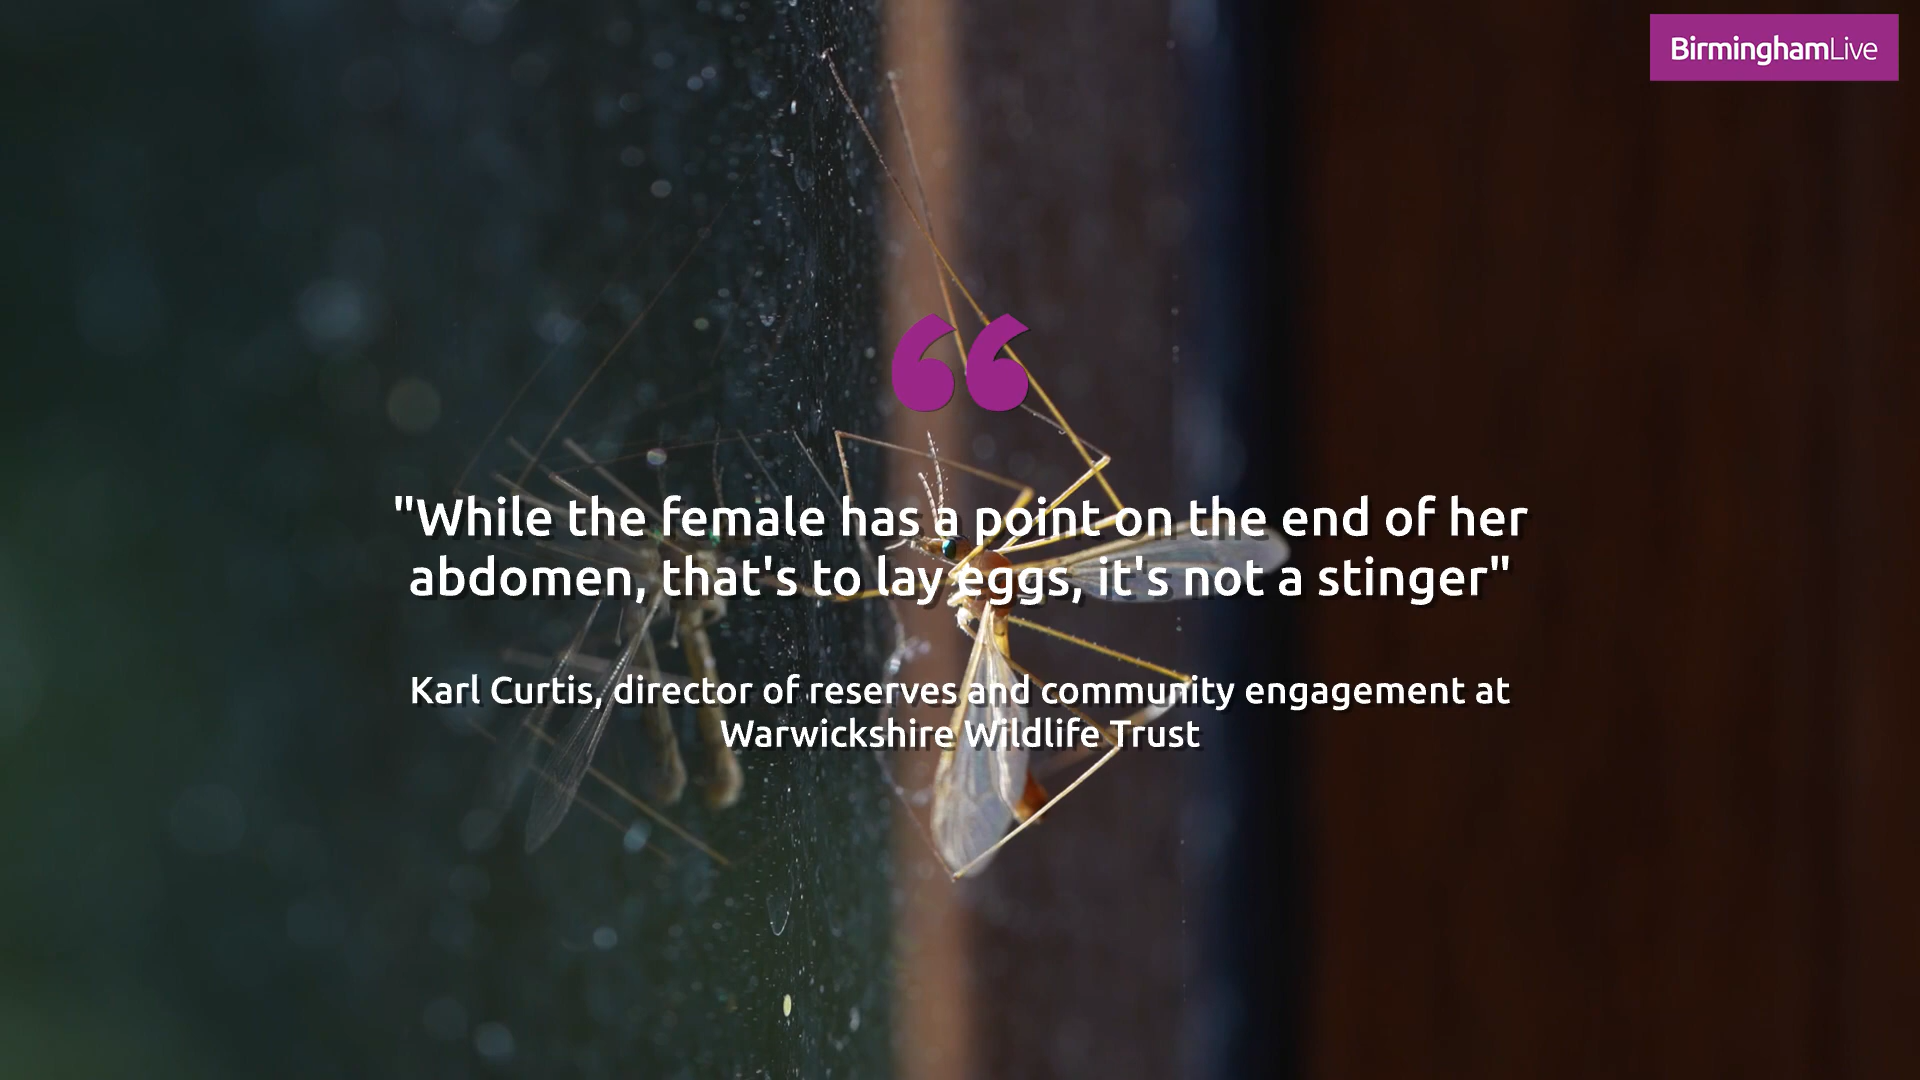 BirminghamLive
"While the female has a point on the end of her
abdomen, that's to lay eggs, it's not a stinger"
Karl Curtis, director of reserves and community engagement at
Warwickshire Wildlife Trust